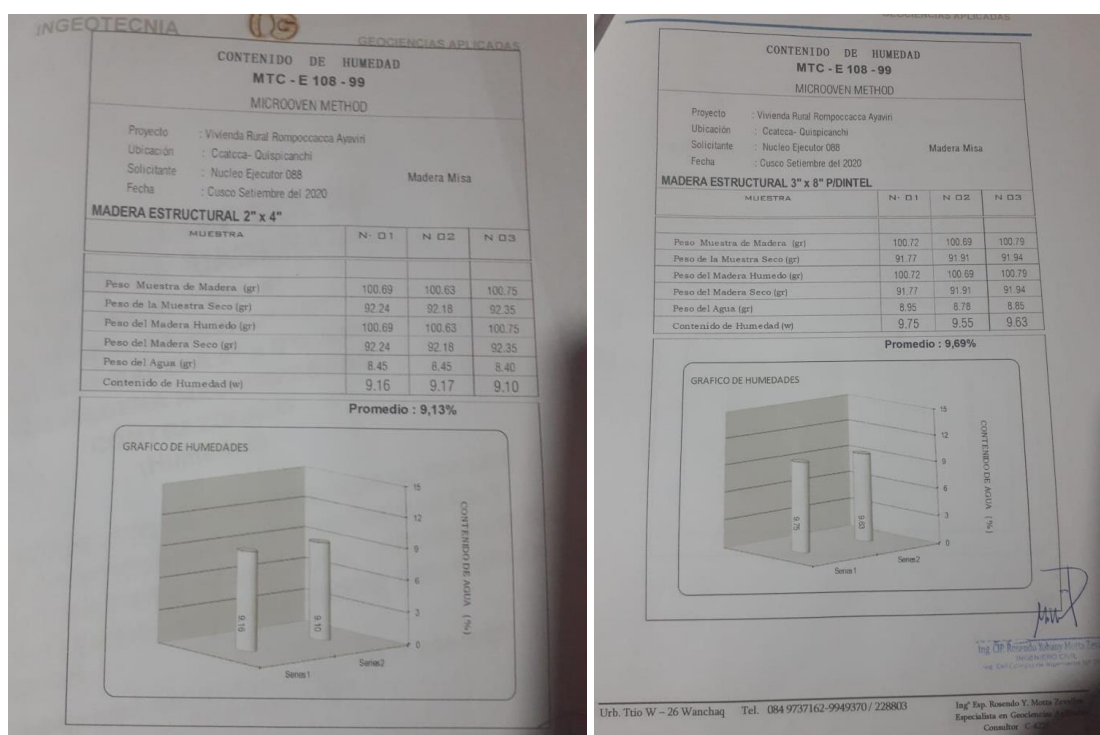 INGEOTECNIA
GEOCIENCIAS APLICADAS
CONTENIDO DE HUMEDAD
MTC - E 108 - 99
MICROOVEN METHOD
Proyecto : Vivienda Rural Rompoccacca Ayaviri
Ubicación : Ccatcca- Quispicanchi
Solicitante : Nucleo Ejecutor 088 Madera Misa
Fecha : Cusco Setiembre del 2020
MADERA ESTRUCTURAL 2" x 4"
MUESTRA N- 01 N 02 N 03
Peso Muestra de Madera (gr) 100.69 100.63 100.75
Peso de la Muestra Seco (gr) 92.24 92.18 92.35
Peso del Madera Humedo (gr) 100.69 100.63 100.75
Peso del Madera Seco (gr) 92.24 92.18 92.35
Peso del Agua (gr) 8.45 8.45 8.40
Contenido de Humedad (w) 9.16 9.17 9.10
Promedio : 9,13%
GRAFICO DE HUMEDADES
15
12
9
6
3
0
CONTENIDO DE AGUA (%)
9.16
9.10
Series1
Series2
GEOCIENCIAS APLICADAS
CONTENIDO DE HUMEDAD
MTC - E 108 - 99
MICROOVEN METHOD
Proyecto : Vivienda Rural Rompoccacca Ayaviri
Ubicación : Ccatcca- Quispicanchi
Solicitante : Nucleo Ejecutor 088 Madera Misa
Fecha : Cusco Setiembre del 2020
MADERA ESTRUCTURAL 3" x 8" P/DINTEL
MUESTRA N- 01 N 02 N 03
Peso Muestra de Madera (gr) 100.72 100.69 100.79
Peso de la Muestra Seco (gr) 91.77 91.91 91.94
Peso del Madera Humedo (gr) 100.72 100.69 100.79
Peso del Madera Seco (gr) 91.77 91.91 91.94
Peso del Agua (gr) 8.95 8.78 8.85
Contenido de Humedad (w) 9.75 9.55 9.63
Promedio : 9,69%
GRAFICO DE HUMEDADES
15
12
9
6
3
0
CONTENIDO DE AGUA (%)
9.75
9.63
Series1
Series2
Ing. CIP. Rosendo Yobany Motta
INGENIERO CIVIL
Urb. Ttio W – 26 Wanchaq Tel. 084 9737162-9949370 / 228803
Ing° Esp. Rosendo Y. Motta
Especialista en Geociencias
Consultor